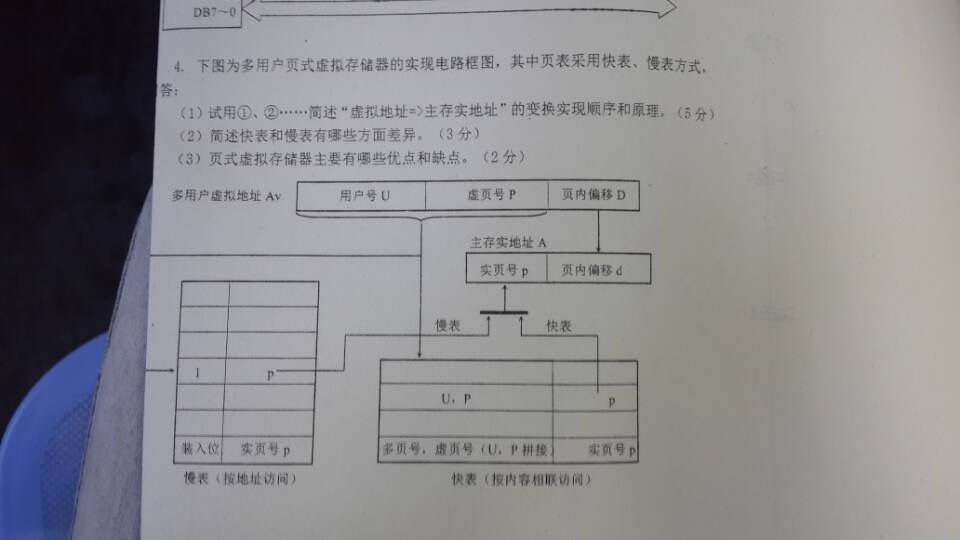 DB7～0
4. 下图为多用户页式虚拟存储器的实现电路框图，其中页表采用快表、慢表方式，
答：
（1）试用①、②……简述“虚拟地址=>主存实地址”的变换实现顺序和原理。（5分）
（2）简述快表和慢表有哪些方面差异。（3分）
（3）页式虚拟存储器主要有哪些优点和缺点。（2分）
多用户虚拟地址 Av 用户号 U 虚页号 P 页内偏移 D
主存实地址 A
实页号 p 页内偏移 d
慢表 快表
1 p
U，P p
装入位 实页号 p 多页号，虚页号（U，P 拼接） 实页号 p
慢表（按地址访问） 快表（按内容相联访问）